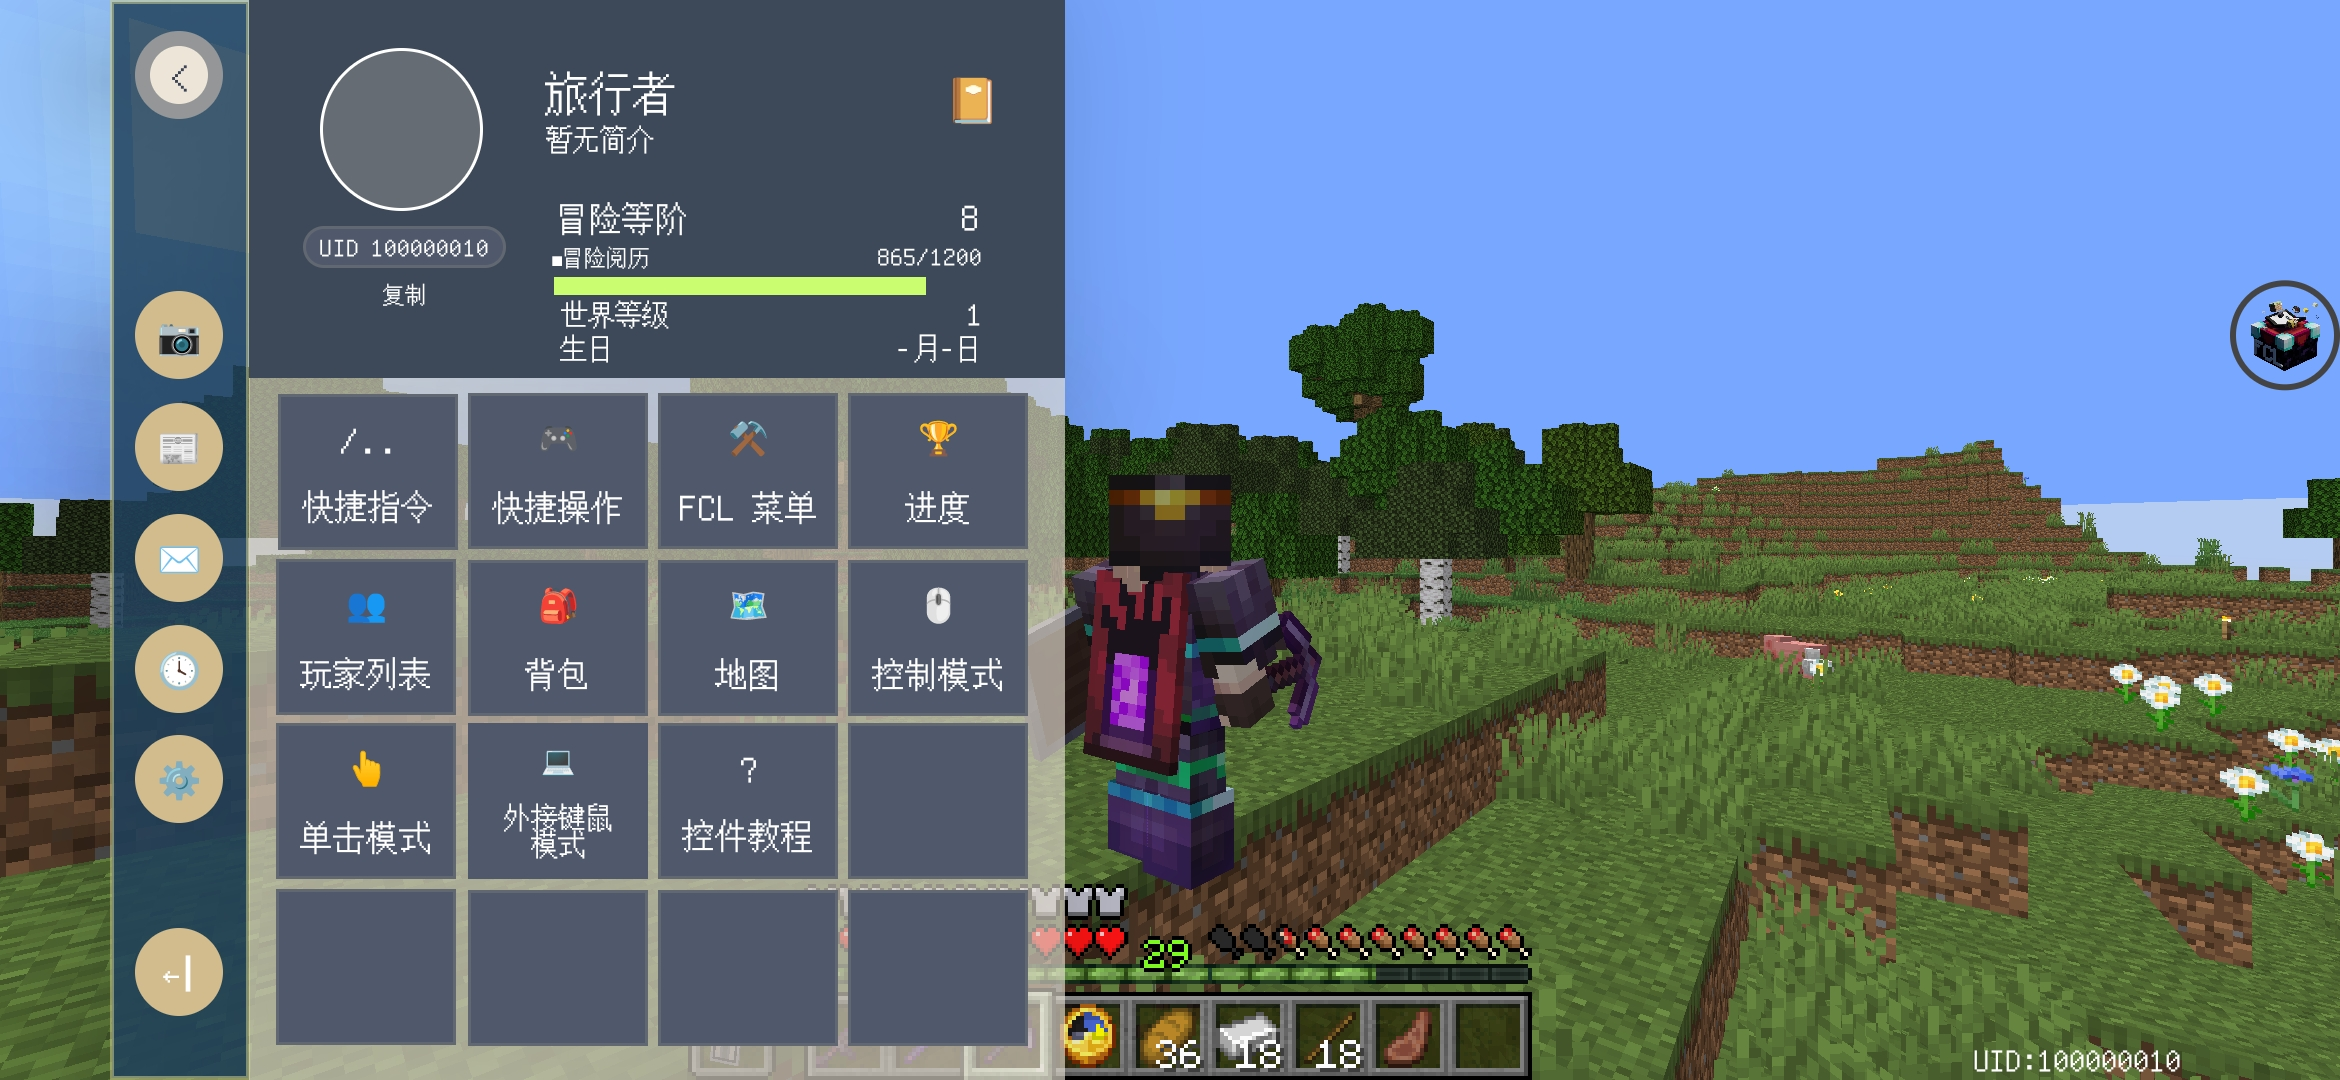 旅行者
暂无简介
UID 100000010
复制
冒险等阶 8
冒险阅历 865/1200
世界等级 1
生日 -月-日
/..
快捷指令
快捷操作
FCL 菜单
进度
玩家列表
背包
地图
控制模式
单击模式
外接键鼠
模式
?
控件教程
FCL
29
36
18
18
UID:100000010